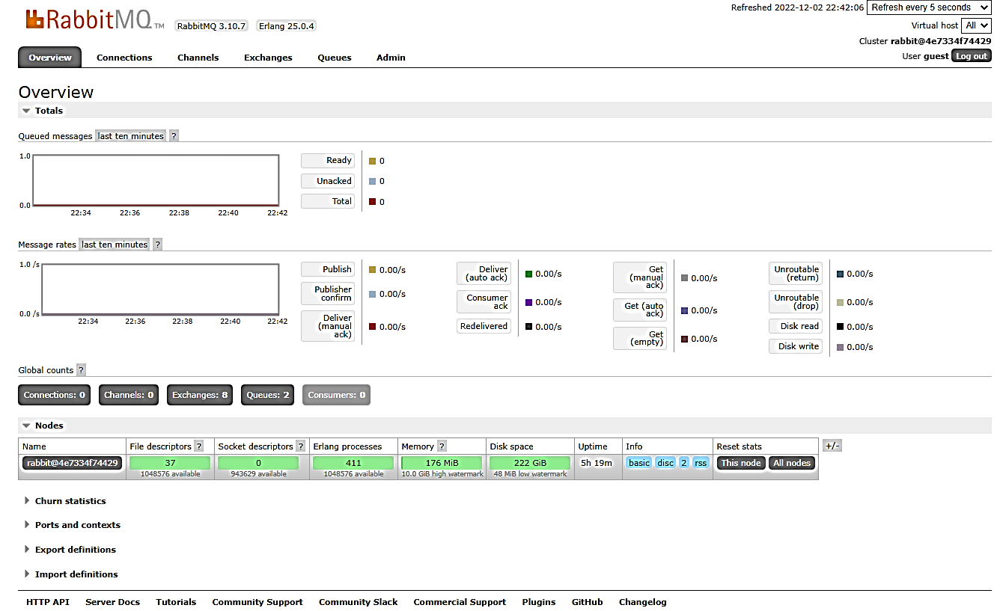 RabbitMQ TM RabbitMQ 3.10.7 Erlang 25.0.4
Refreshed 2022-12-02 22:42:06 Refresh every 5 seconds
Virtual host All
Cluster rabbit@4e7334f74429
User guest Log out
Overview Connections Channels Exchanges Queues Admin
Overview
Totals
Queued messages last ten minutes ?
1.0
0.0
22:34 22:36 22:38 22:40 22:42
Ready 0
Unacked 0
Total 0
Message rates last ten minutes ?
1.0 /s
0.0 /s
22:34 22:36 22:38 22:40 22:42
Publish 0.00/s
Publisher
confirm 0.00/s
Deliver
(manual
ack) 0.00/s
Deliver
(auto ack) 0.00/s
Consumer
ack 0.00/s
Redelivered 0.00/s
Get
(manual
ack) 0.00/s
Get (auto
ack) 0.00/s
Get
(empty) 0.00/s
Unroutable
(return) 0.00/s
Unroutable
(drop) 0.00/s
Disk read 0.00/s
Disk write 0.00/s
Global counts ?
Connections: 0 Channels: 0 Exchanges: 8 Queues: 2 Consumers: 0
Nodes
Name File descriptors ? Socket descriptors ? Erlang processes Memory ? Disk space Uptime Info Reset stats +/-
rabbit@4e7334f74429 37 0 411 176 MiB 222 GiB 5h 19m basic disc 2 rss This node All nodes
1048576 available 943629 available 1048576 available 10.0 GiB high watermark 48 MiB low watermark
Churn statistics
Ports and contexts
Export definitions
Import definitions
HTTP API Server Docs Tutorials Community Support Community Slack Commercial Support Plugins GitHub Changelog